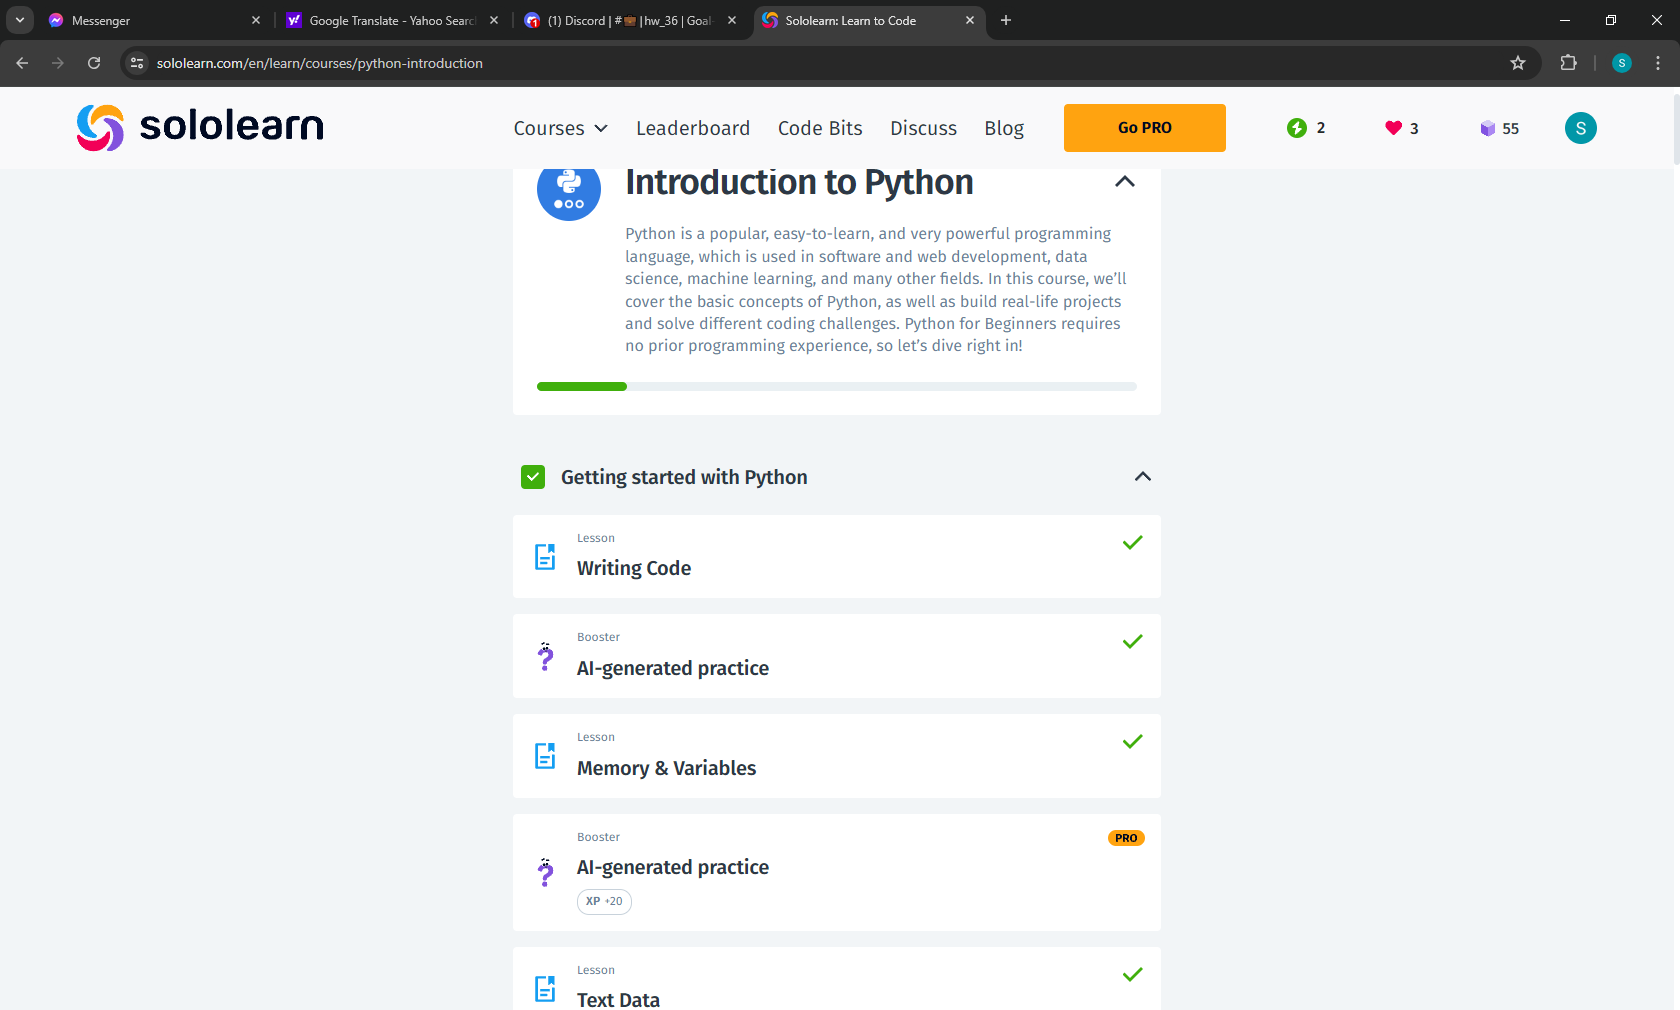 Messenger
Google Translate - Yahoo Searc
(1) Discord | #💼 | hw_36 | Goal-
Sololearn: Learn to Code
sololearn.com/en/learn/courses/python-introduction
S
sololearn
Courses
Leaderboard
Code Bits
Discuss
Blog
Go PRO
2
3
55
S
Introduction to Python
Python is a popular, easy-to-learn, and very powerful programming
language, which is used in software and web development, data
science, machine learning, and many other fields. In this course, we’ll
cover the basic concepts of Python, as well as build real-life projects
and solve different coding challenges. Python for Beginners requires
no prior programming experience, so let’s dive right in!
Getting started with Python
Lesson
Writing Code
Booster
AI-generated practice
Lesson
Memory & Variables
Booster
PRO
AI-generated practice
XP +20
Lesson
Text Data